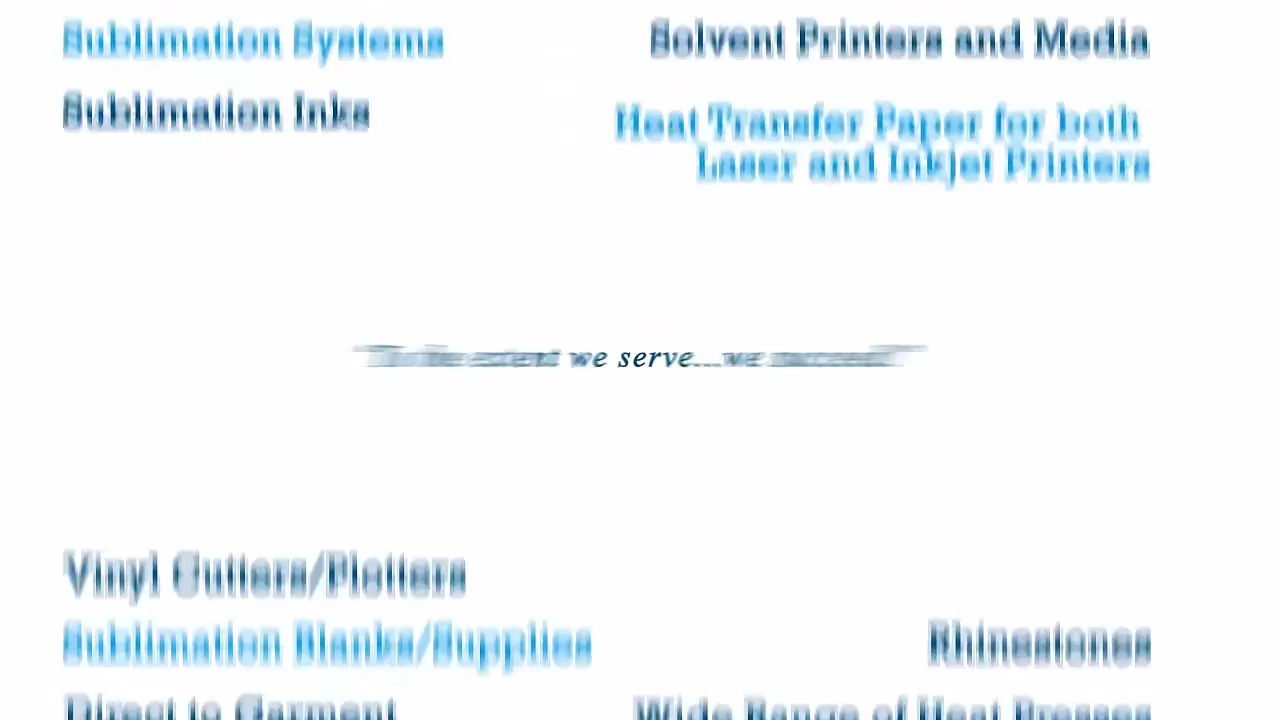 Sublimation Systems
Solvent Printers and Media
Sublimation Inks
Heat Transfer Paper for both
Laser and Inkjet Printers
extent we serve...we
Vinyl Cutters/Plotters
Sublimation Blanks/Supplies
Rhinestones
Direct to Garment
Wide Range of Heat Presses